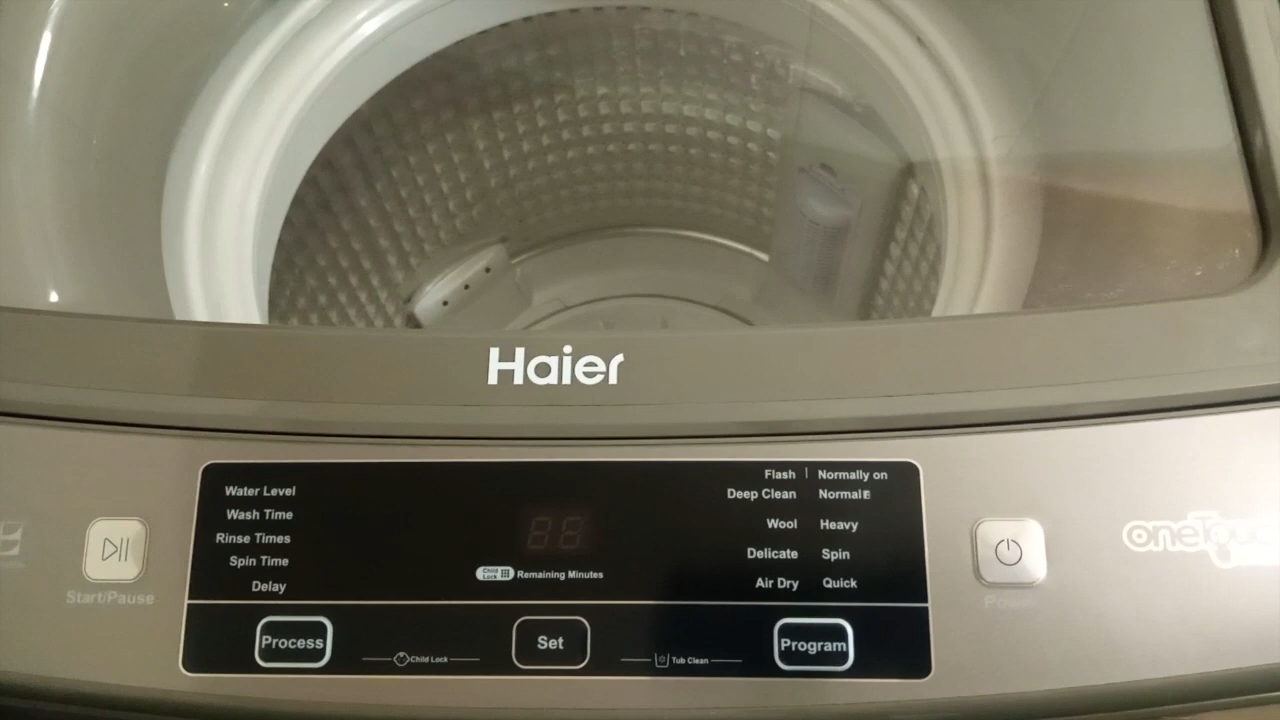 Haier
Water Level
Wash Time
Rinse Times
Spin Time
Delay
Child Lock
Remaining Minutes
Flash | Normally on
Deep Clean Normal
Wool Heavy
Delicate Spin
Air Dry Quick
Start/Pause
Process
Child Lock
Set
Tub Clean
Program
Power